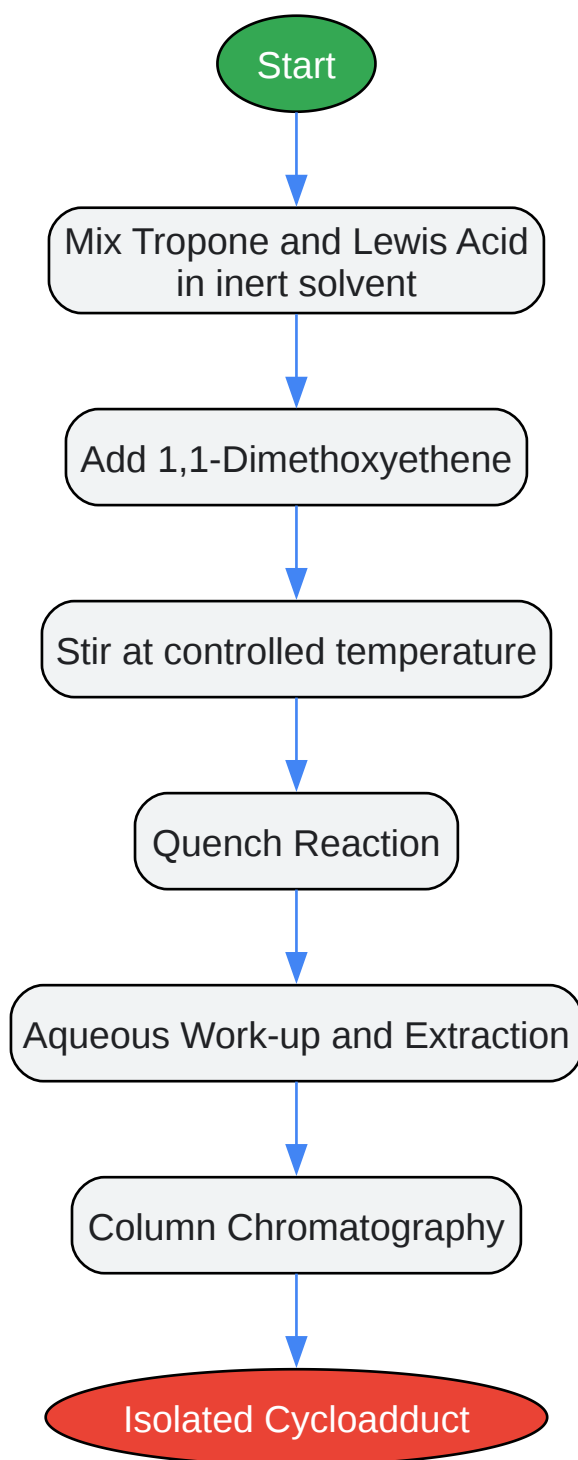 Start
Mix Tropone and Lewis Acid
in inert solvent
Add 1,1-Dimethoxyethene
Stir at controlled temperature
Quench Reaction
Aqueous Work-up and Extraction
Column Chromatography
Isolated Cycloadduct